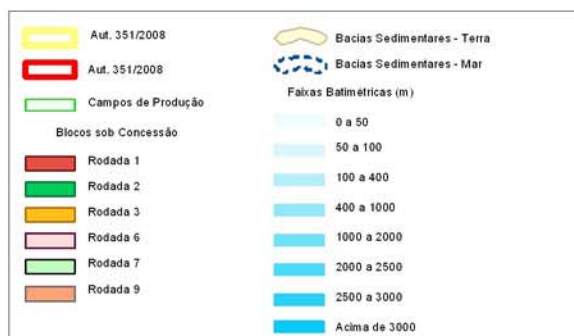 Aut. 351/2008
Aut. 351/2008
Campos de Produção
Blocos sob Concessão
Rodada 1
Rodada 2
Rodada 3
Rodada 6
Rodada 7
Rodada 9
Bacias Sedimentares - Terra
Bacias Sedimentares - Mar
Faixas Batimétricas (m)
0 a 50
50 a 100
100 a 400
400 a 1000
1000 a 2000
2000 a 2500
2500 a 3000
Acima de 3000